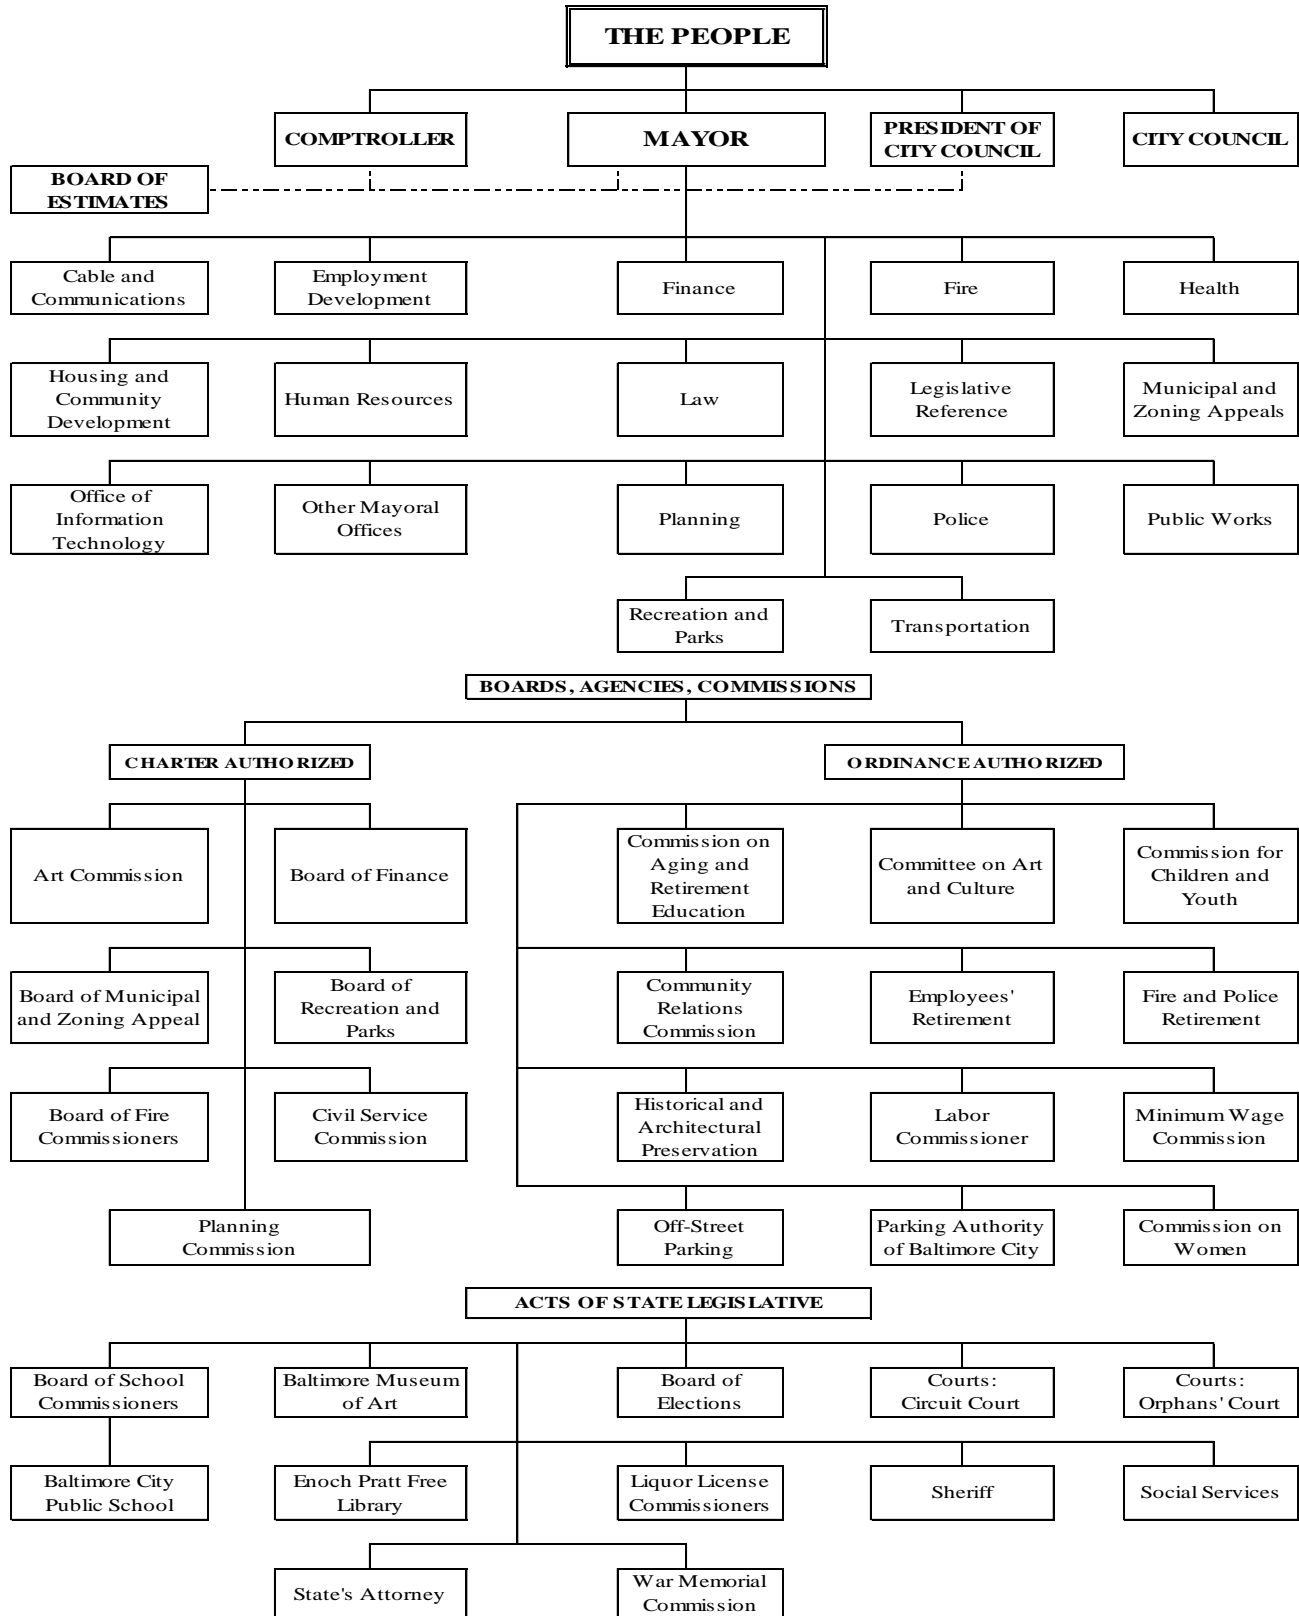 THE PEOPLE
COMPTROLLER
MAYOR
PRESIDENT OF
CITY COUNCIL
CITY COUNCIL
BOARD OF
ESTIMATES
Cable and
Communications
Employment
Development
Finance
Fire
Health
Housing and
Community
Development
Human Resources
Law
Legislative
Reference
Municipal and
Zoning Appeals
Office of
Information
Technology
Other Mayoral
Offices
Planning
Police
Public Works
Recreation and
Parks
Transportation
BOARDS, AGENCIES, COMMISSIONS
CHARTER AUTHORIZED
ORDINANCE AUTHORIZED
Art Commission
Board of Finance
Commission on
Aging and
Retirement
Education
Committee on Art
and Culture
Commission for
Children and
Youth
Board of Municipal
and Zoning Appeal
Board of
Recreation and
Parks
Community
Relations
Commission
Employees'
Retirement
Fire and Police
Retirement
Board of Fire
Commissioners
Civil Service
Commission
Historical and
Architectural
Preservation
Labor
Commissioner
Minimum Wage
Commission
Planning
Commission
Off-Street
Parking
Parking Authority
of Baltimore City
Commission on
Women
ACTS OF STATE LEGISLATIVE
Board of School
Commissioners
Baltimore Museum
of Art
Board of
Elections
Courts:
Circuit Court
Courts:
Orphans' Court
Baltimore City
Public School
Enoch Pratt Free
Library
Liquor License
Commissioners
Sheriff
Social Services
State's Attorney
War Memorial
Commission